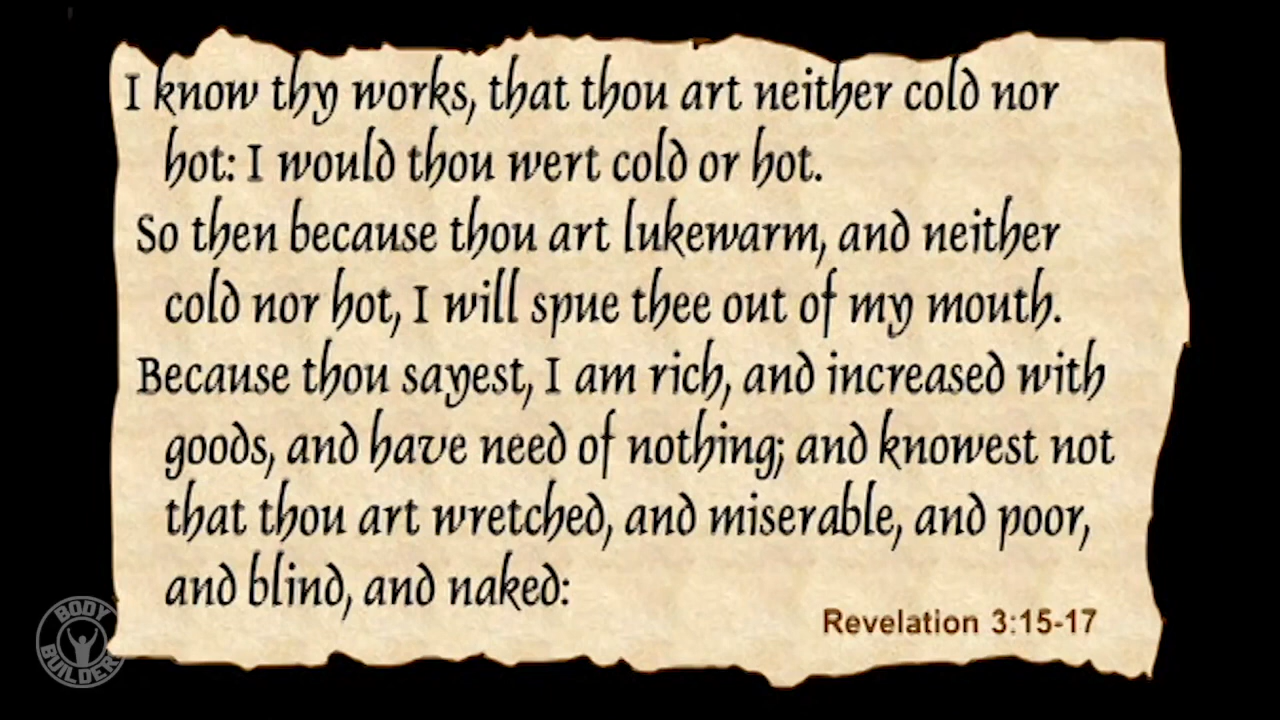 I know thy works, that thou art neither cold nor
hot: I would thou wert cold or hot.
So then because thou art lukewarm, and neither
cold nor hot, I will spue thee out of my mouth.
Because thou sayest, I am rich, and increased with
goods, and have need of nothing; and knowest not
that thou art wretched, and miserable, and poor,
and blind, and naked:
Revelation 3:15-17
BODY
BUILDERS